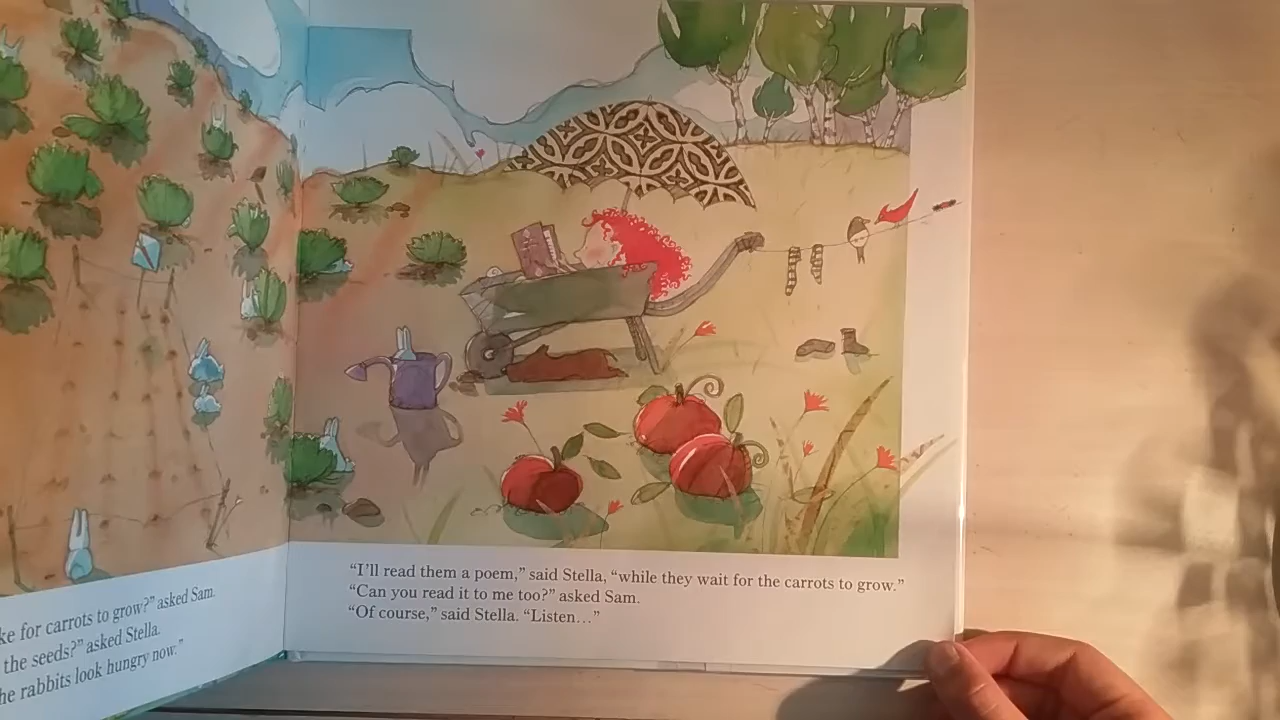 ke for carrots to grow?” asked Sam.
the seeds?” asked Stella.
he rabbits look hungry now.”
“I’ll read them a poem,” said Stella, “while they wait for the carrots to grow.”
“Can you read it to me too?” asked Sam.
“Of course,” said Stella. “Listen…”